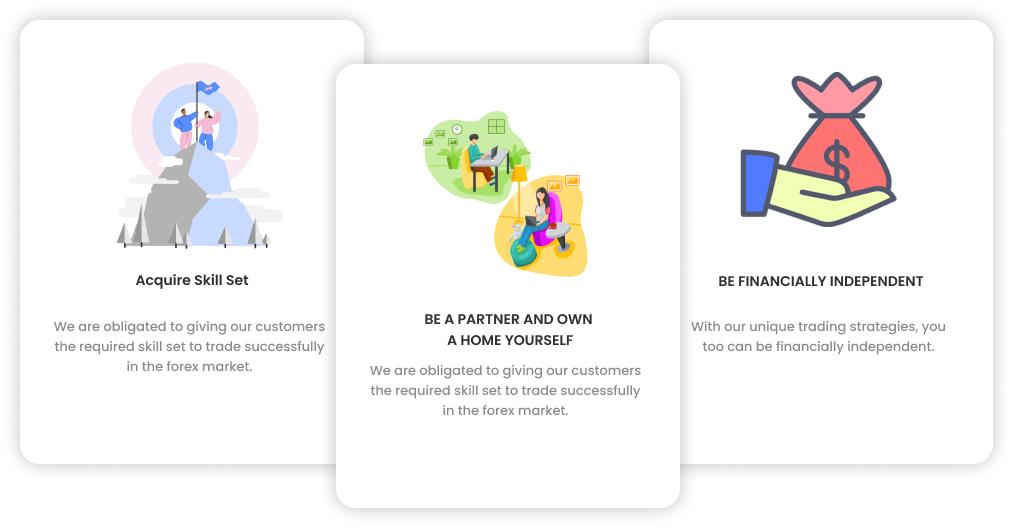 Acquire Skill Set
We are obligated to giving our customers
the required skill set to trade successfully
in the forex market.
BE A PARTNER AND OWN
A HOME YOURSELF
We are obligated to giving our customers
the required skill set to trade successfully
in the forex market.
$
BE FINANCIALLY INDEPENDENT
With our unique trading strategies, you
too can be financially independent.